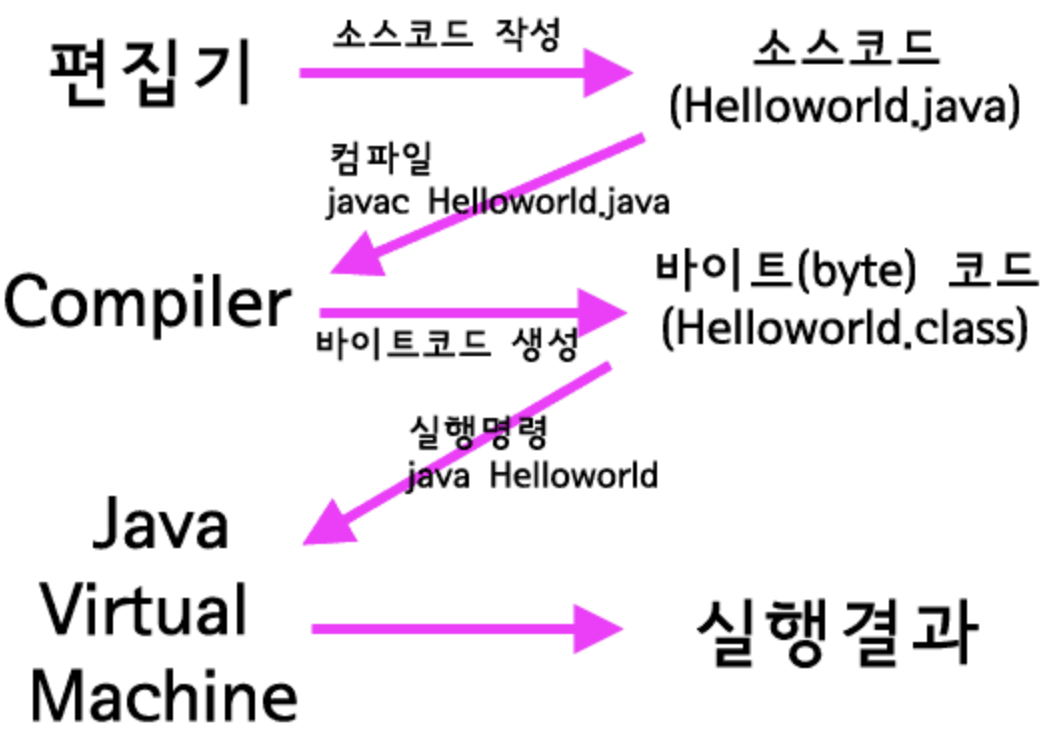 편집기
소스코드 작성
소스코드
(Helloworld.java)
컴파일
javac Helloworld.java
Compiler
바이트코드 생성
바이트(byte) 코드
(Helloworld.class)
실행명령
java Helloworld
Java
Virtual
Machine
실행결과